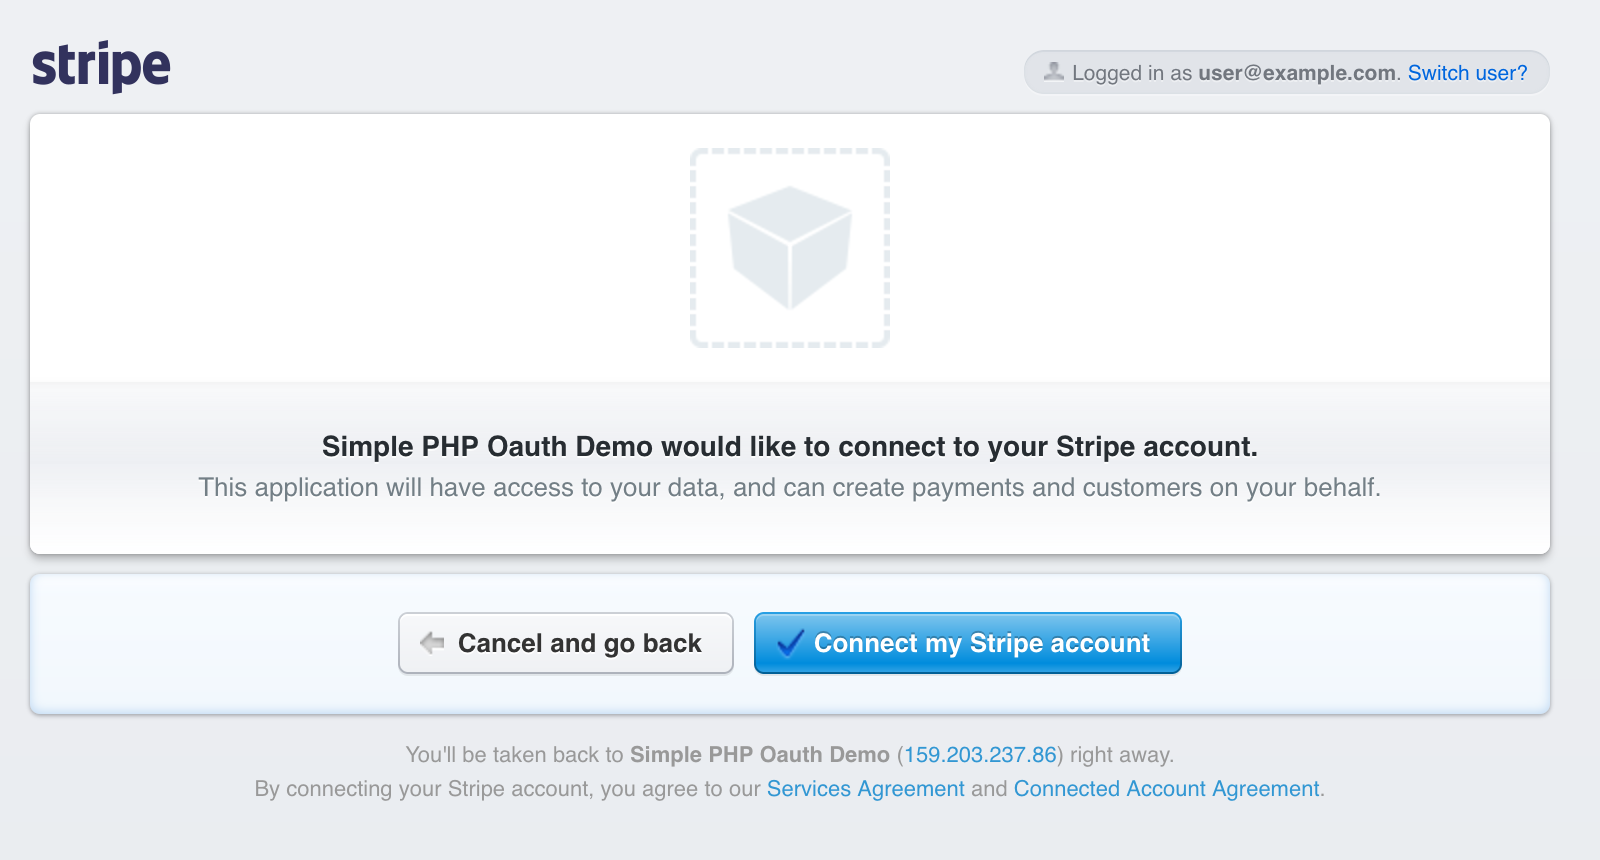 stripe
Logged in as user@example.com. Switch user?
Simple PHP Oauth Demo would like to connect to your Stripe account.
This application will have access to your data, and can create payments and customers on your behalf.
Cancel and go back
Connect my Stripe account
You'll be taken back to Simple PHP Oauth Demo (159.203.237.86) right away.
By connecting your Stripe account, you agree to our Services Agreement and Connected Account Agreement.